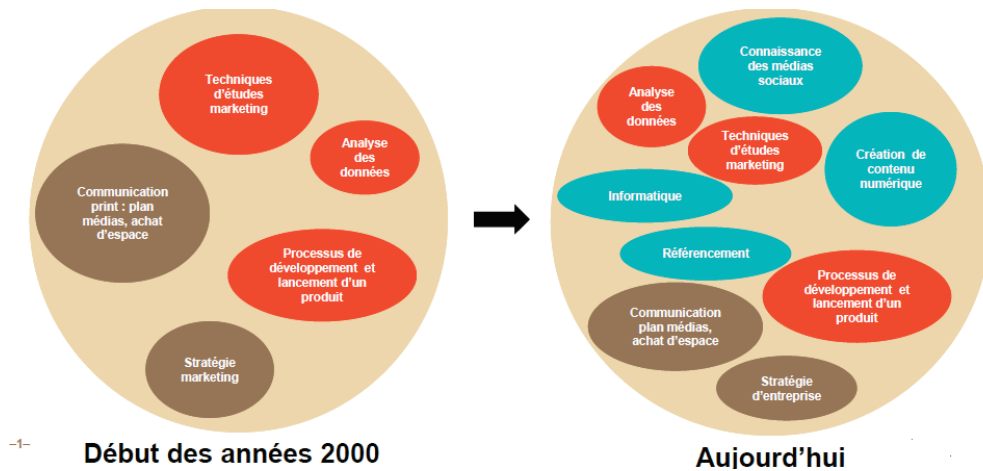 Techniques
d'études
marketing
Analyse
des
données
Communication
print : plan
médias, achat
d'espace
Processus de
développement et
lancement d'un
produit
Stratégie
marketing
Début des années 2000
Connaissance
des médias
sociaux
Analyse
des
données
Techniques
d'études
marketing
Création de
contenu
numérique
Informatique
Référencement
Processus de
développement et
lancement d'un
produit
Communication
plan médias,
achat d'espace
Stratégie
d'entreprise
Aujourd'hui
–1–